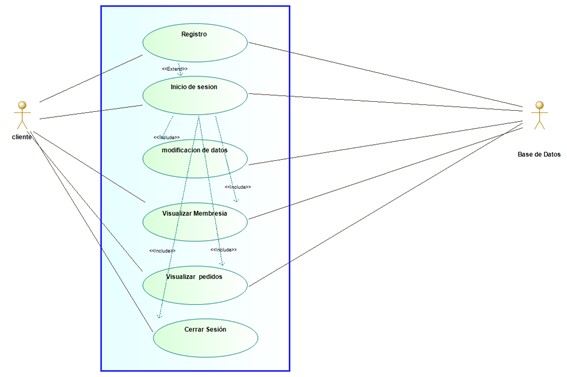 Registro
<<Extend>>
Inicio de sesion
cliente
<<Include>>
modificacion de datos
Base de Datos
<<Include>>
Visualizar Membresia
<<Include>>
<<Include>>
Visualizar pedidos
Cerrar Sesión